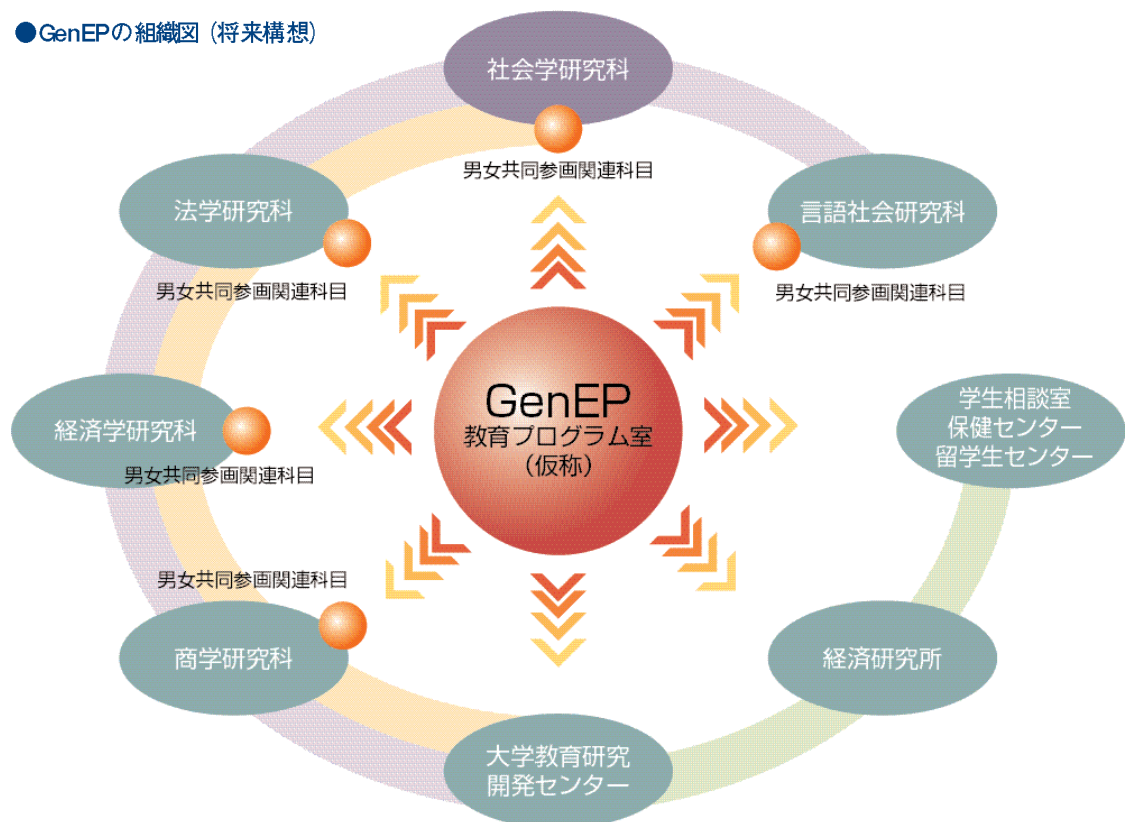 ●GenEPの組織図 (将来構想)
社会学研究科
男女共同参画関連科目
法学研究科
男女共同参画関連科目
言語社会研究科
男女共同参画関連科目
GenEP
教育プログラム室
（仮称）
経済学研究科
男女共同参画関連科目
学生相談室
保健センター
留学生センター
男女共同参画関連科目
商学研究科
経済研究所
大学教育研究
開発センター